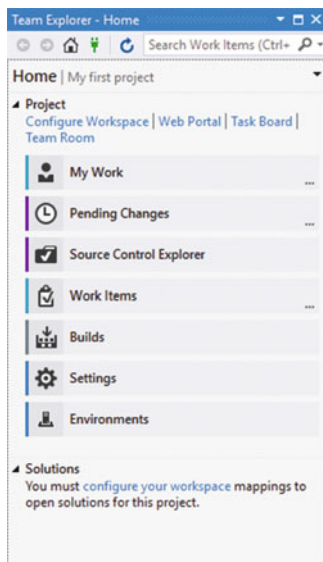 Team Explorer - Home
Search Work Items (Ctrl+
Home | My first project
Project
Configure Workspace | Web Portal | Task Board |
Team Room
My Work
...
Pending Changes
...
Source Control Explorer
Work Items
...
Builds
Settings
Environments
Solutions
You must configure your workspace mappings to
open solutions for this project.